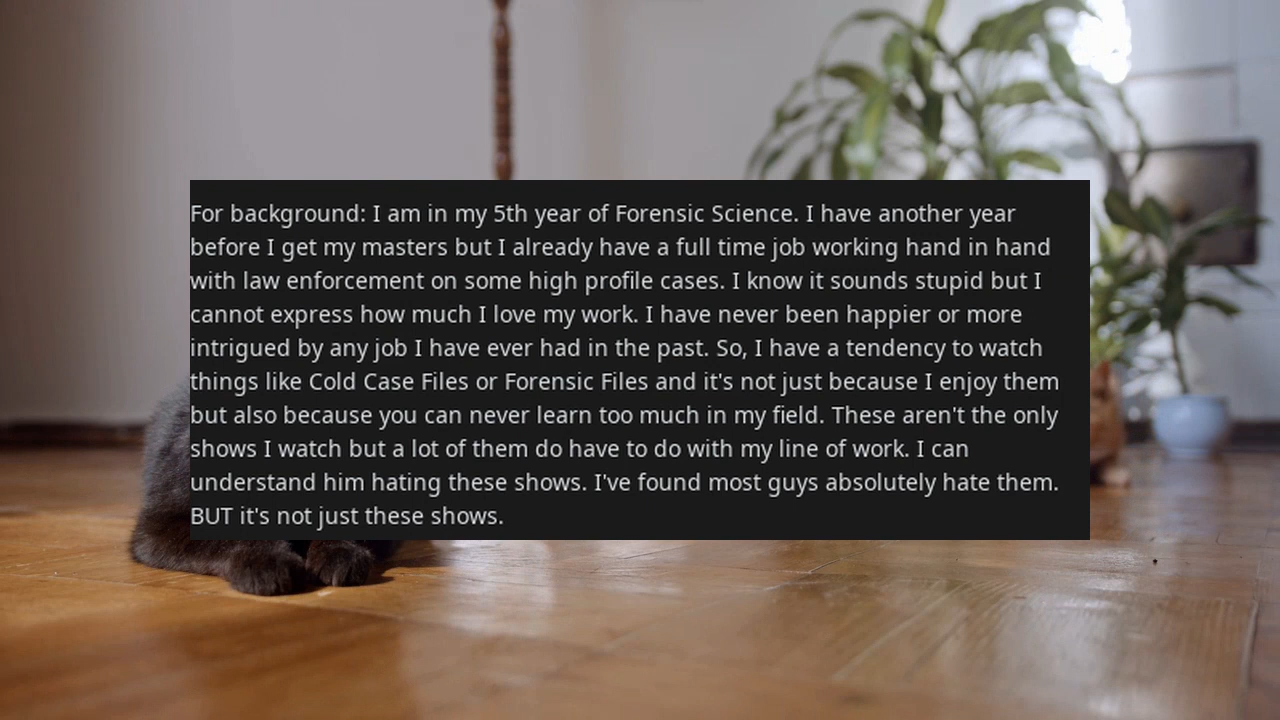 For background: I am in my 5th year of Forensic Science. I have another year
before I get my masters but I already have a full time job working hand in hand
with law enforcement on some high profile cases. I know it sounds stupid but I
cannot express how much I love my work. I have never been happier or more
intrigued by any job I have ever had in the past. So, I have a tendency to watch
things like Cold Case Files or Forensic Files and it's not just because I enjoy them
but also because you can never learn too much in my field. These aren't the only
shows I watch but a lot of them do have to do with my line of work. I can
understand him hating these shows. I've found most guys absolutely hate them.
BUT it's not just these shows.